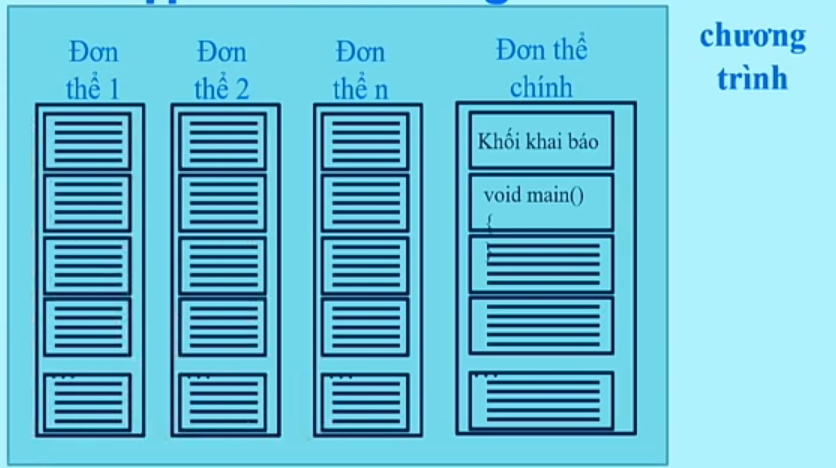 Đơn
thể 1
Đơn
thể 2
Đơn
thể n
Đơn thể
chính
chương
trình
Khối khai báo
void main()
{
}
...
...
...
...